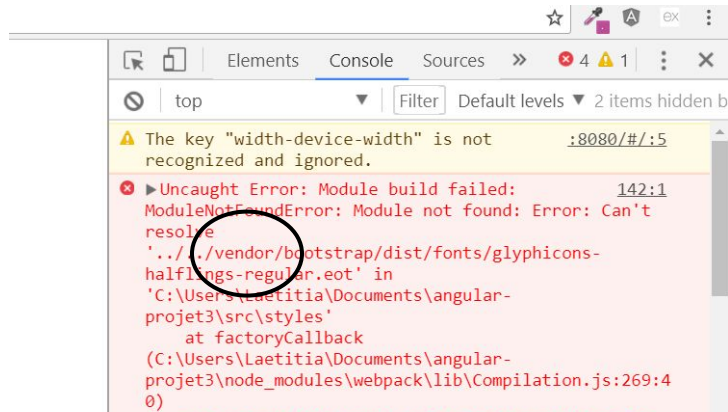 ex
Elements Console Sources » 4 1
top Filter Default levels 2 items hidden b
The key "width-device-width" is not :8080/#/:5
recognized and ignored.
Uncaught Error: Module build failed: 142:1
ModuleNotFoundError: Module not found: Error: Can't
resolve
'../../vendor/bootstrap/dist/fonts/glyphicons-
halflings-regular.eot' in
'C:\Users\Laetitia\Documents\angular-
projet3\src\styles'
at factoryCallback
(C:\Users\Laetitia\Documents\angular-
projet3\node_modules\webpack\lib\Compilation.js:269:4
0)